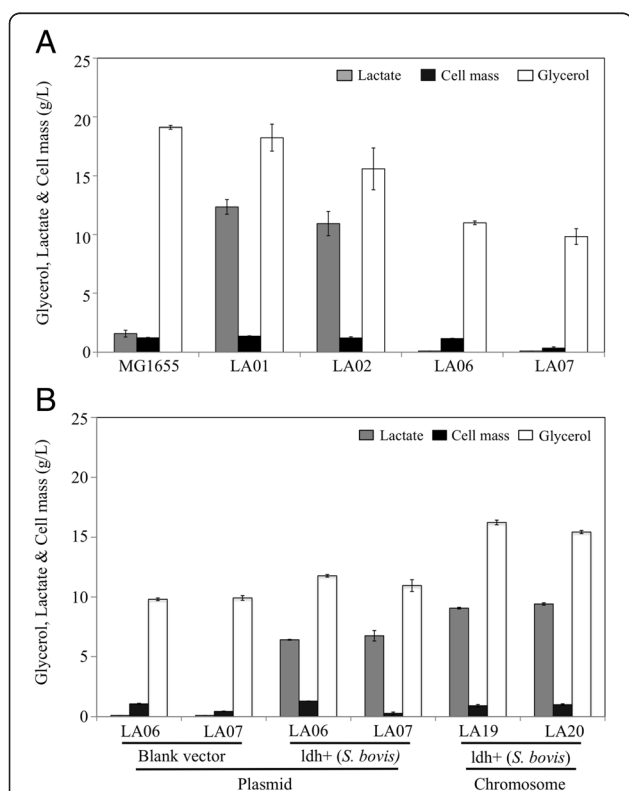 A
Glycerol, Lactate & Cell mass (g/L)
25
20
15
10
5
0
Lactate Cell mass Glycerol
MG1655 LA01 LA02 LA06 LA07
B
Glycerol, Lactate & Cell mass (g/L)
25
20
15
10
5
0
Lactate Cell mass Glycerol
LA06 LA07 LA06 LA07 LA19 LA20
Blank vector ldh+ (S. bovis) ldh+ (S. bovis)
Plasmid Chromosome